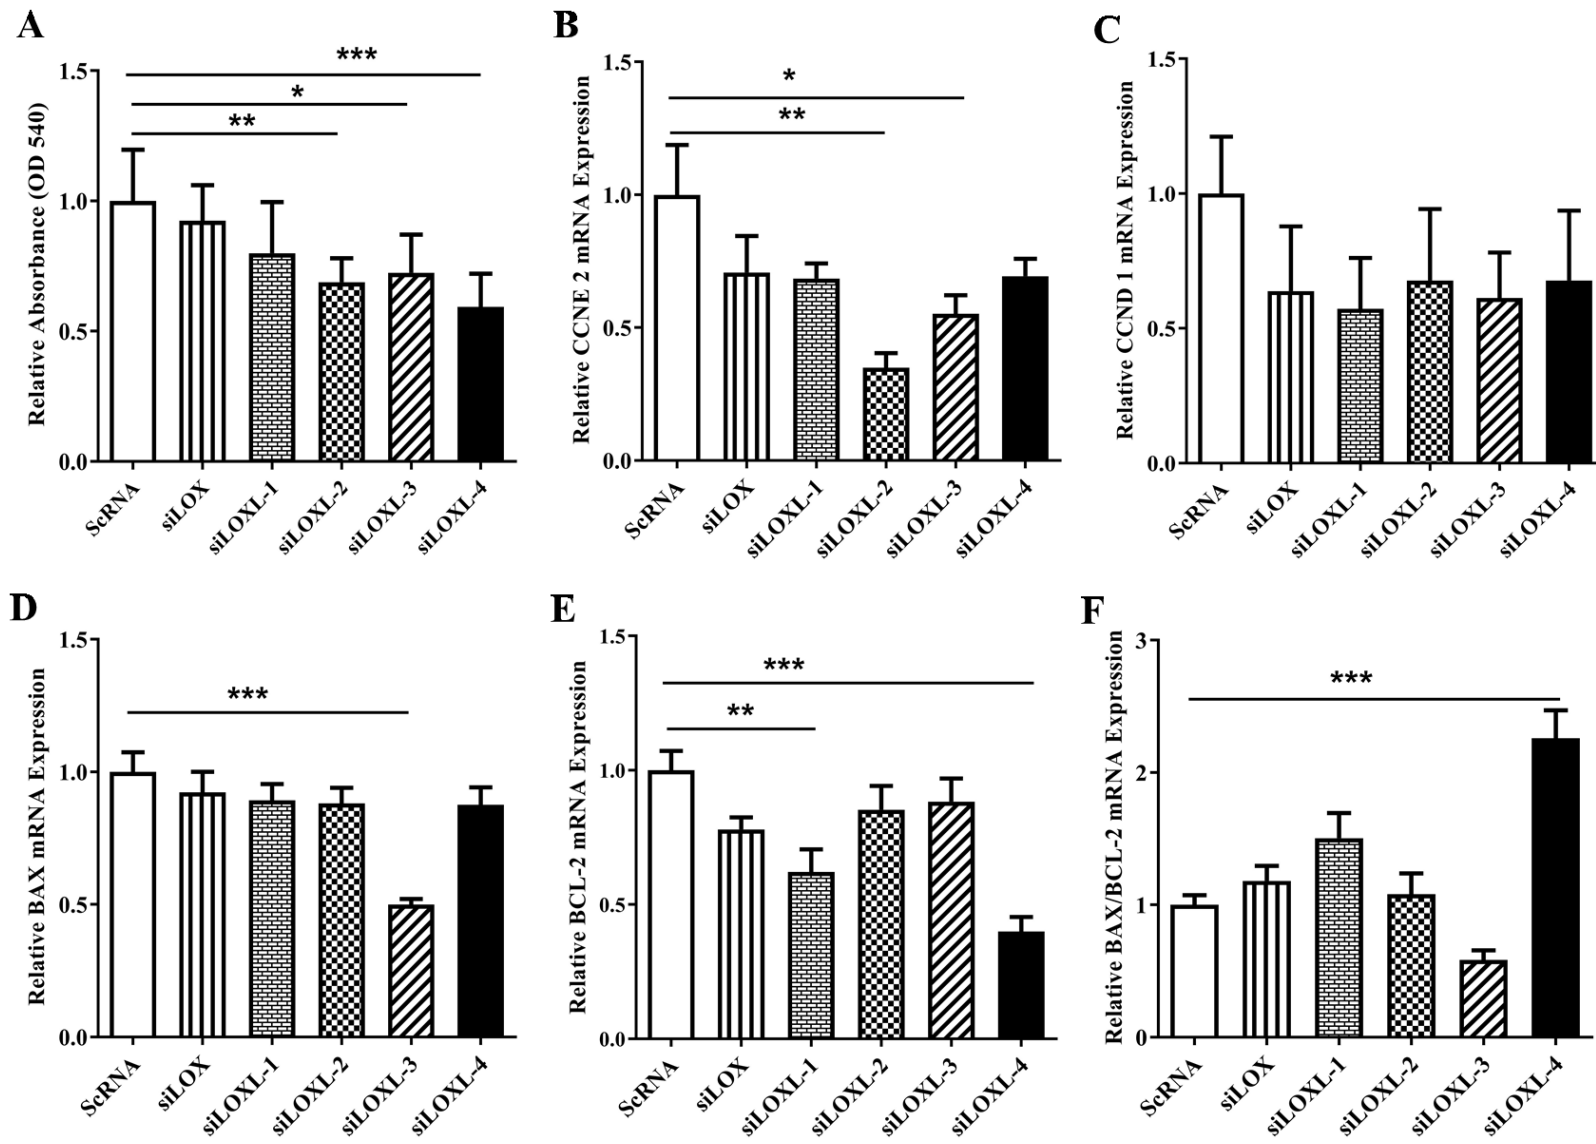 A
Relative Absorbance (OD 540)
1.5
1.0
0.5
0.0
***
*
**
ScRNA
siLOX
siLOXL-1
siLOXL-2
siLOXL-3
siLOXL-4
B
Relative CCNE 2 mRNA Expression
1.5
1.0
0.5
0.0
*
**
ScRNA
siLOX
siLOXL-1
siLOXL-2
siLOXL-3
siLOXL-4
C
Relative CCND 1 mRNA Expression
1.5
1.0
0.5
0.0
ScRNA
siLOX
siLOXL-1
siLOXL-2
siLOXL-3
siLOXL-4
D
Relative BAX mRNA Expression
1.5
1.0
0.5
0.0
***
ScRNA
siLOX
siLOXL-1
siLOXL-2
siLOXL-3
siLOXL-4
E
Relative BCL-2 mRNA Expression
1.5
1.0
0.5
0.0
***
**
ScRNA
siLOX
siLOXL-1
siLOXL-2
siLOXL-3
siLOXL-4
F
Relative BAX/BCL-2 mRNA Expression
3
2
1
0
***
ScRNA
siLOX
siLOXL-1
siLOXL-2
siLOXL-3
siLOXL-4